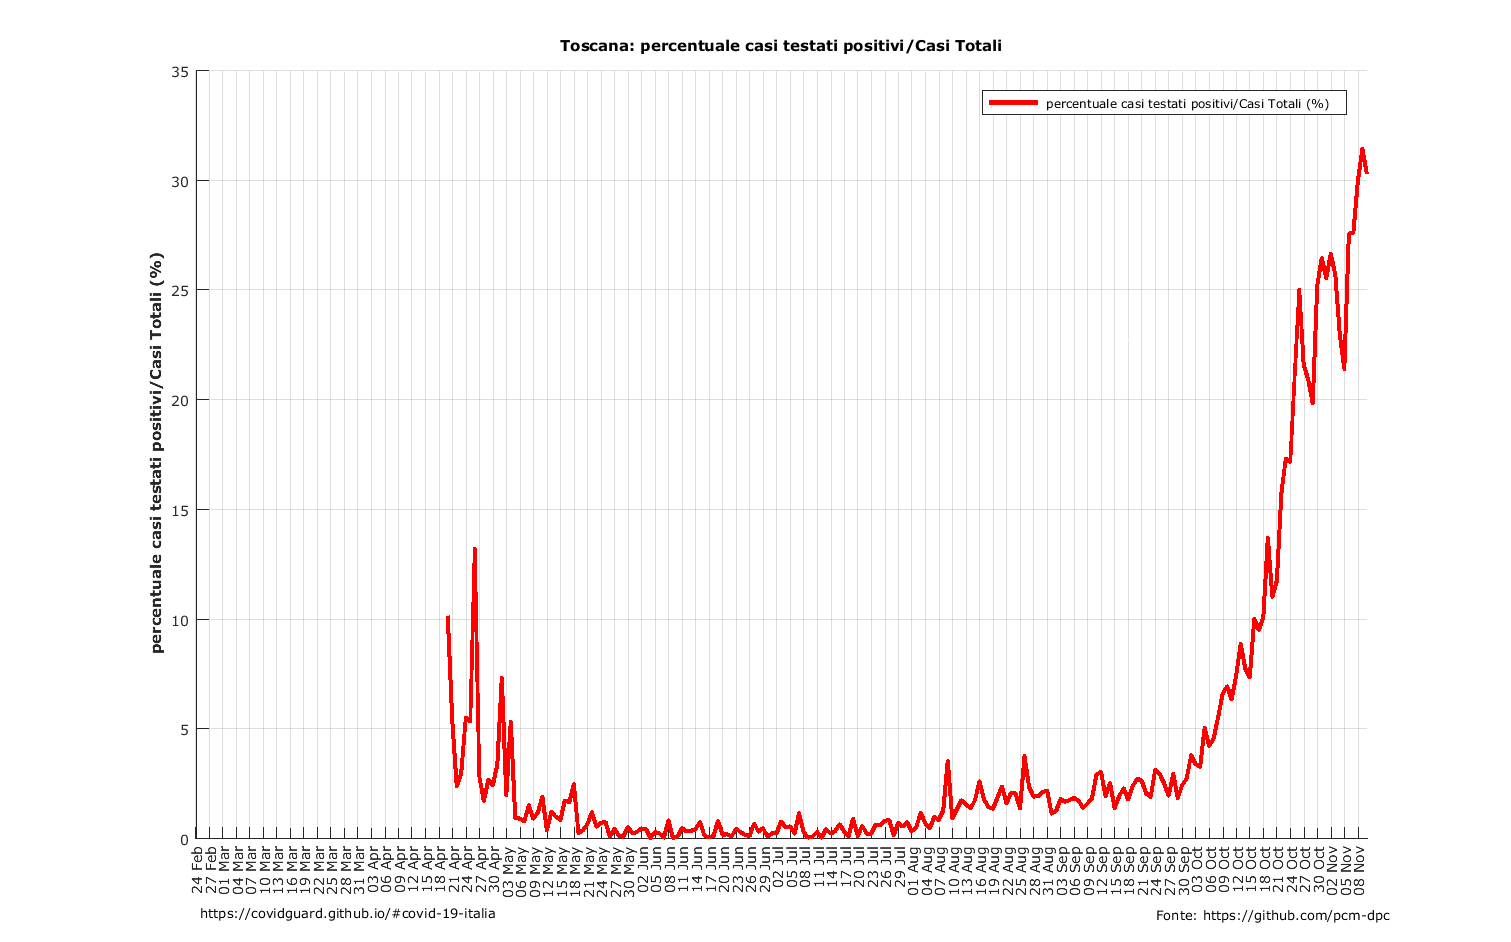 Toscana: percentuale casi testati positivi/Casi Totali
percentuale casi testati positivi/Casi Totali (%)
percentuale casi testati positivi/Casi Totali (%)
35
30
25
20
15
10
5
0
24 Feb
27 Feb
01 Mar
04 Mar
07 Mar
10 Mar
13 Mar
16 Mar
19 Mar
22 Mar
25 Mar
28 Mar
31 Mar
03 Apr
06 Apr
09 Apr
12 Apr
15 Apr
18 Apr
21 Apr
24 Apr
27 Apr
30 Apr
03 May
06 May
09 May
12 May
15 May
18 May
21 May
24 May
27 May
30 May
02 Jun
05 Jun
08 Jun
11 Jun
14 Jun
17 Jun
20 Jun
23 Jun
26 Jun
29 Jun
02 Jul
05 Jul
08 Jul
11 Jul
14 Jul
17 Jul
20 Jul
23 Jul
26 Jul
29 Jul
01 Aug
04 Aug
07 Aug
10 Aug
13 Aug
16 Aug
19 Aug
22 Aug
25 Aug
28 Aug
31 Aug
03 Sep
06 Sep
09 Sep
12 Sep
15 Sep
18 Sep
21 Sep
24 Sep
27 Sep
30 Sep
03 Oct
06 Oct
09 Oct
12 Oct
15 Oct
18 Oct
21 Oct
24 Oct
27 Oct
30 Oct
02 Nov
05 Nov
08 Nov
https://covidguard.github.io/#covid-19-italia
Fonte: https://github.com/pcm-dpc